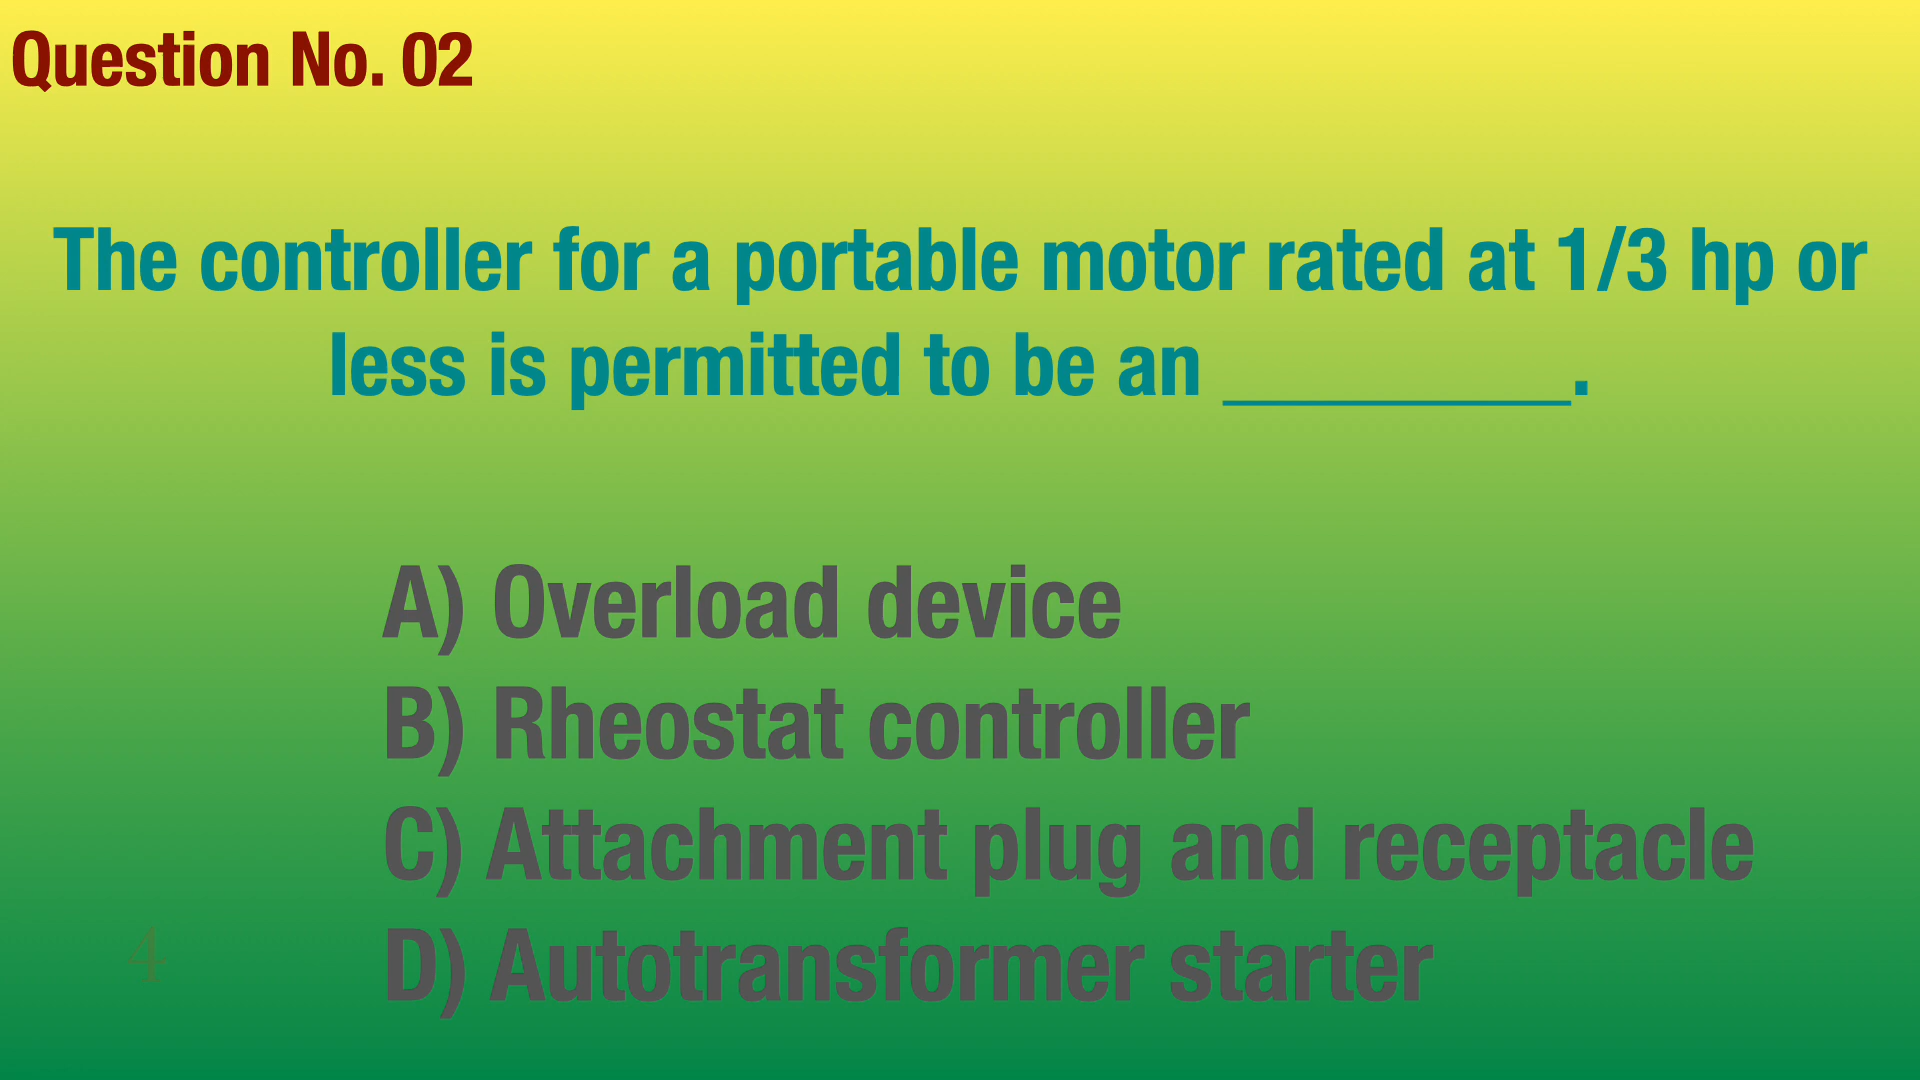 Question No. 02
The controller for a portable motor rated at 1/3 hp or
less is permitted to be an __________.
A) Overload device
B) Rheostat controller
C) Attachment plug and receptacle
4
D) Autotransformer starter